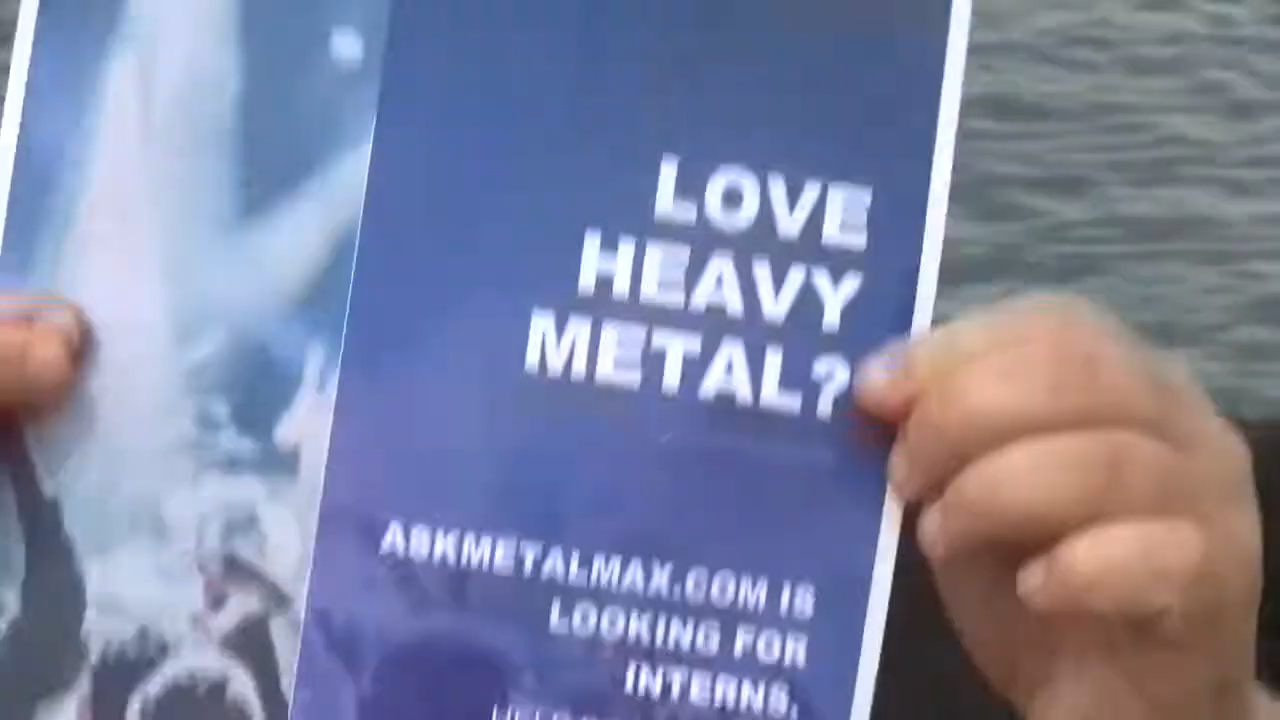 LOVE
HEAVY
METAL?
ASKMETALMAX.COM IS
LOOKING FOR
INTERNS.